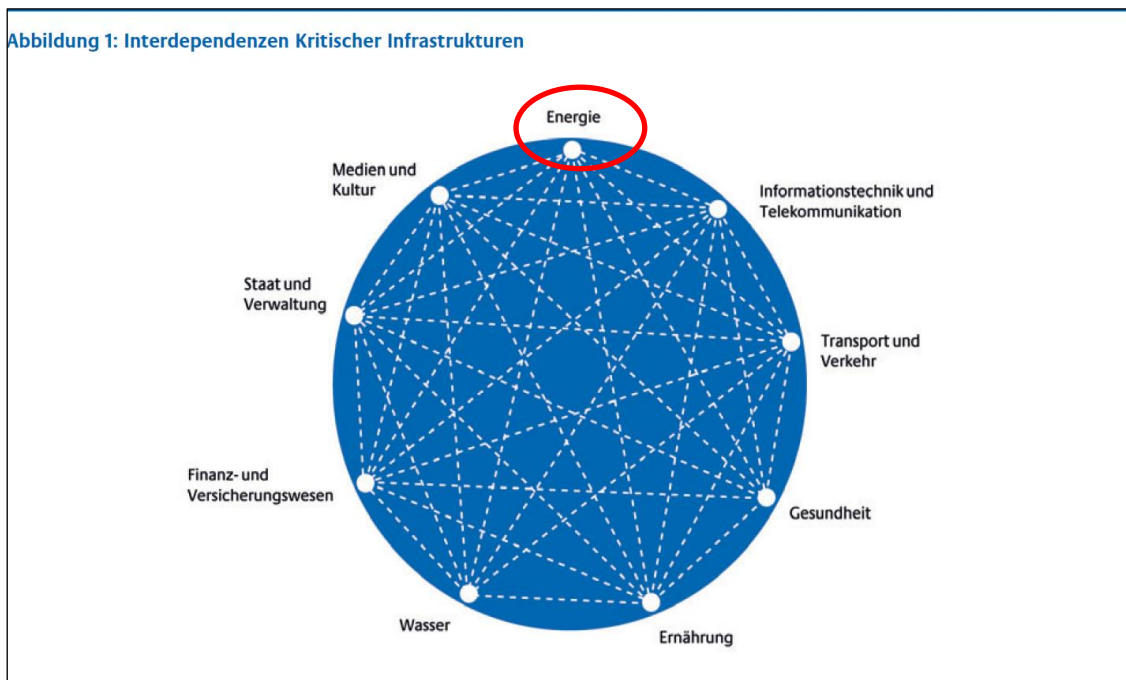 Abbildung 1: Interdependenzen Kritischer Infrastrukturen
Energie
Medien und
Kultur
Informationstechnik und
Telekommunikation
Staat und
Verwaltung
Transport und
Verkehr
Finanz- und
Versicherungswesen
Gesundheit
Wasser
Ernährung